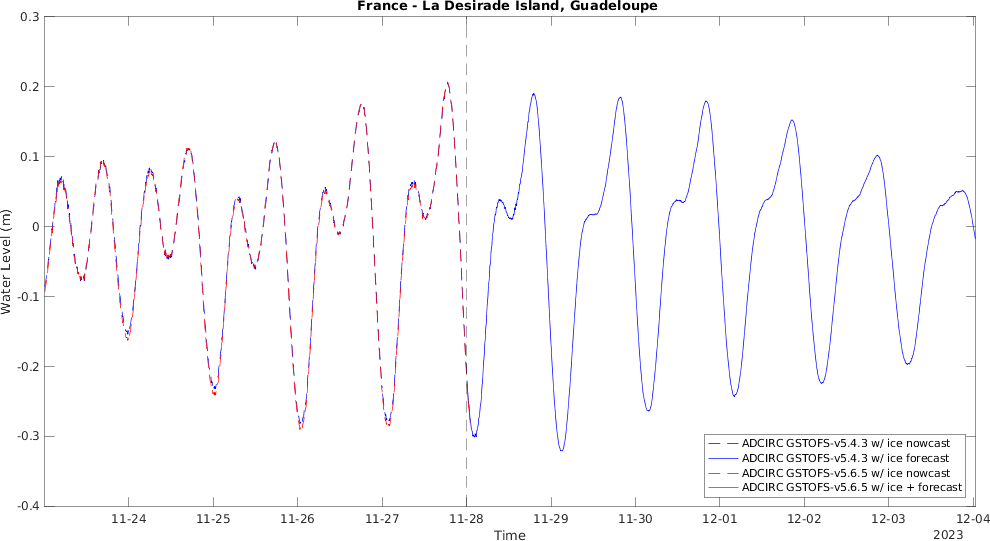 France - La Desirade Island, Guadeloupe
0.3
0.2
0.1
0
-0.1
-0.2
-0.3
-0.4
Water Level (m)
ADCIRC GSTOFS-v5.4.3 w/ ice nowcast
ADCIRC GSTOFS-v5.4.3 w/ ice forecast
ADCIRC GSTOFS-v5.6.5 w/ ice nowcast
ADCIRC GSTOFS-v5.6.5 w/ ice + forecast
11-24 11-25 11-26 11-27 11-28 11-29 11-30 12-01 12-02 12-03 12-04
Time
2023